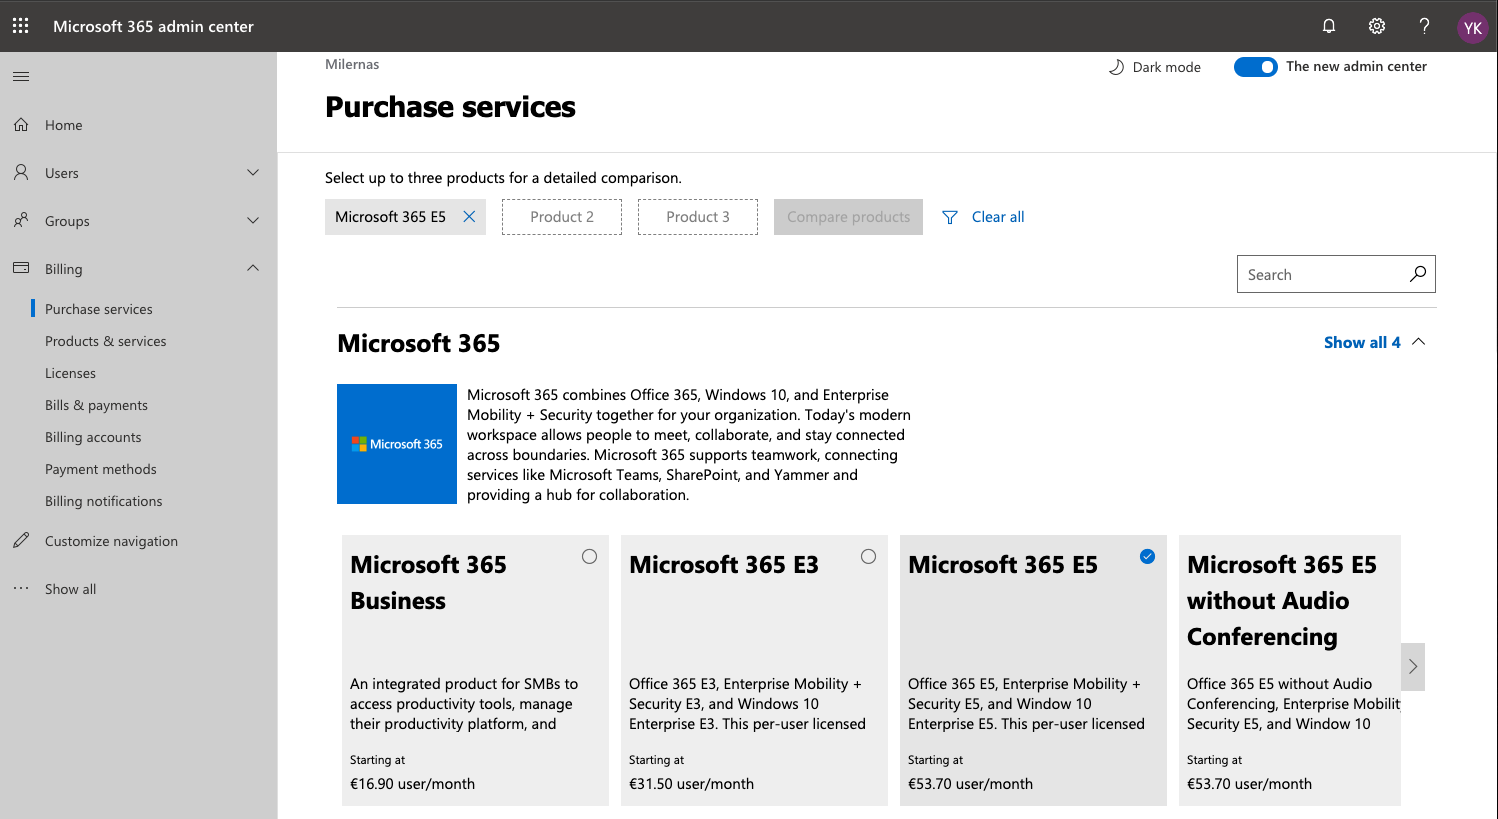 Microsoft 365 admin center
YK
Home
Users
Groups
Billing
Purchase services
Products & services
Licenses
Bills & payments
Billing accounts
Payment methods
Billing notifications
Customize navigation
Show all
Milernas
Dark mode
The new admin center
Purchase services
Select up to three products for a detailed comparison.
Microsoft 365 E5
Product 2
Product 3
Compare products
Clear all
Search
Microsoft 365
Show all 4
Microsoft 365
Microsoft 365 combines Office 365, Windows 10, and Enterprise
Mobility + Security together for your organization. Today's modern
workspace allows people to meet, collaborate, and stay connected
across boundaries. Microsoft 365 supports teamwork, connecting
services like Microsoft Teams, SharePoint, and Yammer and
providing a hub for collaboration.
Microsoft 365
Business
An integrated product for SMBs to
access productivity tools, manage
their productivity platform, and
Starting at
€16.90 user/month
Microsoft 365 E3
Office 365 E3, Enterprise Mobility +
Security E3, and Windows 10
Enterprise E3. This per-user licensed
Starting at
€31.50 user/month
Microsoft 365 E5
Office 365 E5, Enterprise Mobility +
Security E5, and Window 10
Enterprise E5. This per-user licensed
Starting at
€53.70 user/month
Microsoft 365 E5
without Audio
Conferencing
Office 365 E5 without Audio
Conferencing, Enterprise Mobilit
Security E5, and Window 10
Starting at
€53.70 user/month